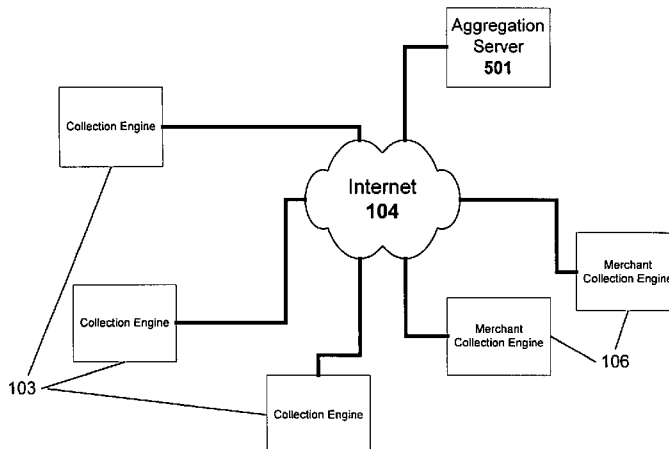 Aggregation
Server
501
Collection Engine
Internet
104
Merchant
Collection Engine
Collection Engine
Merchant
Collection Engine
106
103
Collection Engine